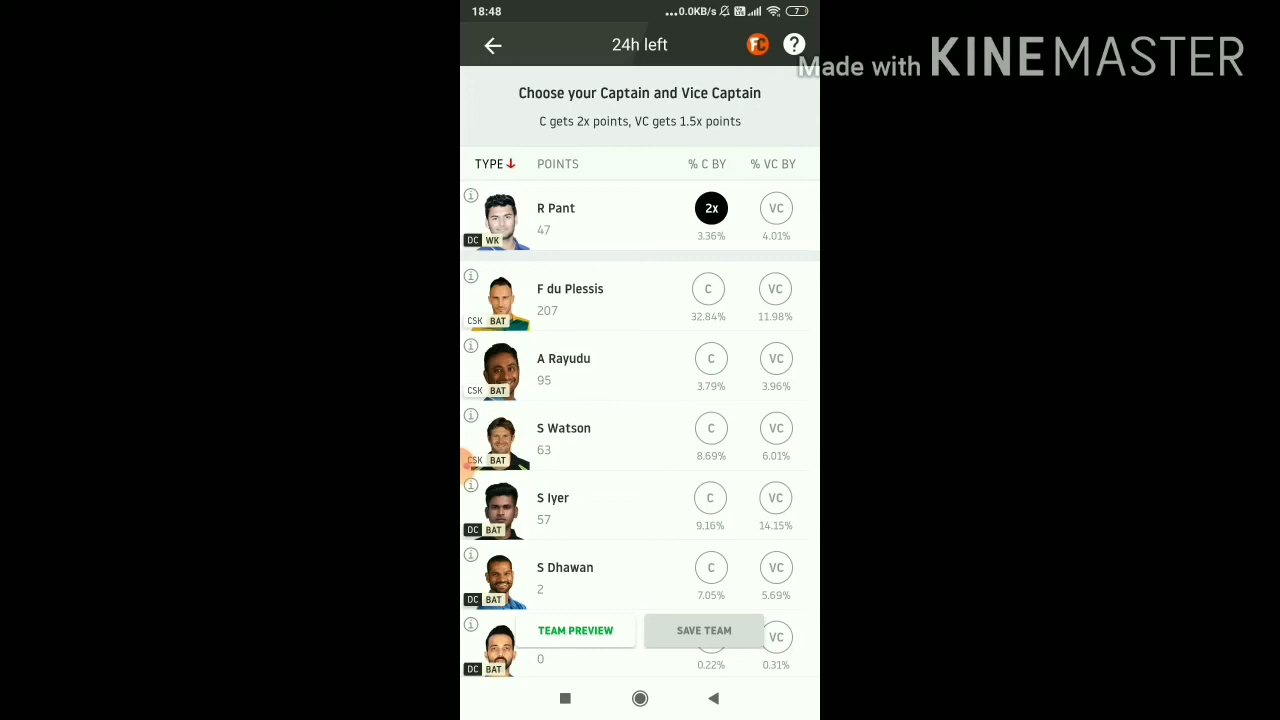 18:48
...0.0KB/s
7
24h left
FC
?
Made with KINEMASTER
Choose your Captain and Vice Captain
C gets 2x points, VC gets 1.5x points
TYPE POINTS % C BY % VC BY
R Pant
47
DC WK
2x
VC
3.36%
4.01%
F du Plessis
207
CSK BAT
C
VC
32.84%
11.98%
A Rayudu
95
CSK BAT
C
VC
3.79%
3.96%
S Watson
63
CSK BAT
C
VC
8.69%
6.01%
S Iyer
57
DC BAT
C
VC
9.16%
14.15%
S Dhawan
2
DC BAT
C
VC
7.05%
5.69%
TEAM PREVIEW
SAVE TEAM
VC
0
DC BAT
0.22%
0.31%